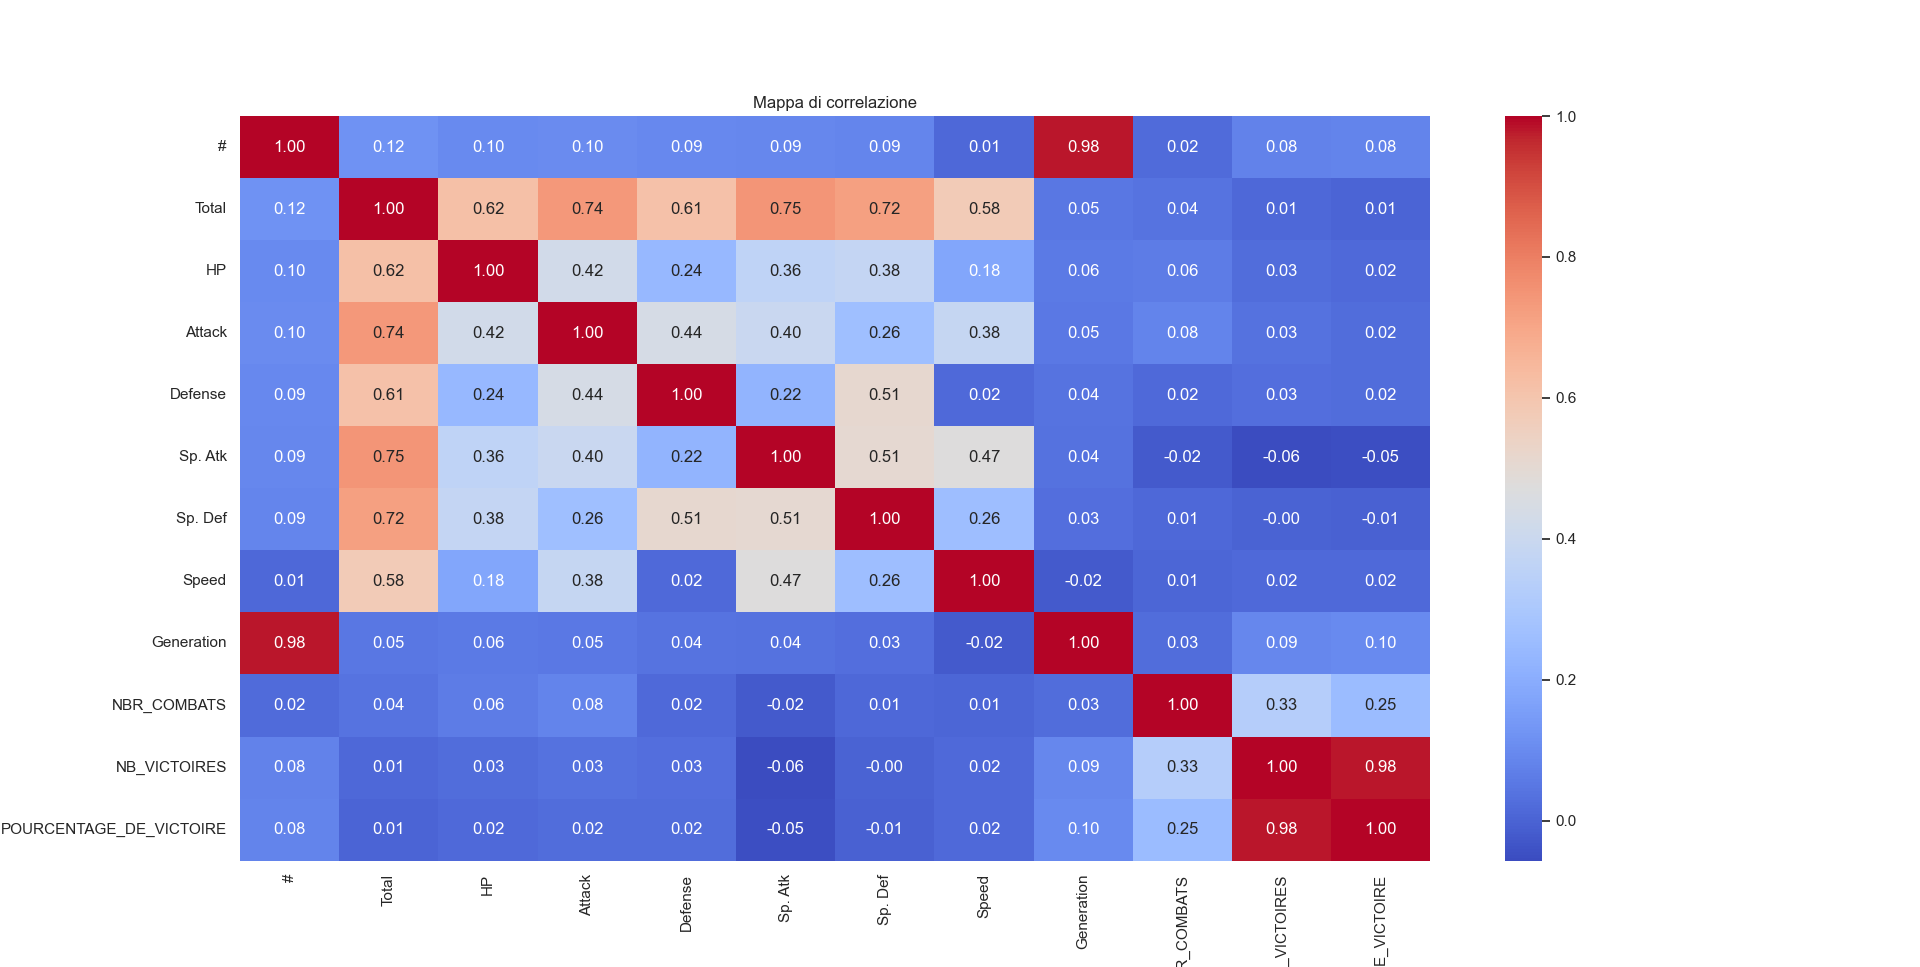 Mappa di correlazione
# 1.00 0.12 0.10 0.10 0.09 0.09 0.09 0.01 0.98 0.02 0.08 0.08
Total 0.12 1.00 0.62 0.74 0.61 0.75 0.72 0.58 0.05 0.04 0.01 0.01
HP 0.10 0.62 1.00 0.42 0.24 0.36 0.38 0.18 0.06 0.06 0.03 0.02
Attack 0.10 0.74 0.42 1.00 0.44 0.40 0.26 0.38 0.05 0.08 0.03 0.02
Defense 0.09 0.61 0.24 0.44 1.00 0.22 0.51 0.02 0.04 0.02 0.03 0.02
Sp. Atk 0.09 0.75 0.36 0.40 0.22 1.00 0.51 0.47 0.04 -0.02 -0.06 -0.05
Sp. Def 0.09 0.72 0.38 0.26 0.51 0.51 1.00 0.26 0.03 0.01 -0.00 -0.01
Speed 0.01 0.58 0.18 0.38 0.02 0.47 0.26 1.00 -0.02 0.01 0.02 0.02
Generation 0.98 0.05 0.06 0.05 0.04 0.04 0.03 -0.02 1.00 0.03 0.09 0.10
NBR_COMBATS 0.02 0.04 0.06 0.08 0.02 -0.02 0.01 0.01 0.03 1.00 0.33 0.25
NB_VICTOIRES 0.08 0.01 0.03 0.03 0.03 -0.06 -0.00 0.02 0.09 0.33 1.00 0.98
POURCENTAGE_DE_VICTOIRE 0.08 0.01 0.02 0.02 0.02 -0.05 -0.01 0.02 0.10 0.25 0.98 1.00
#
Total
HP
Attack
Defense
Sp. Atk
Sp. Def
Speed
Generation
R_COMBATS
_VICTOIRES
E_VICTOIRE
1.0
0.8
0.6
0.4
0.2
0.0